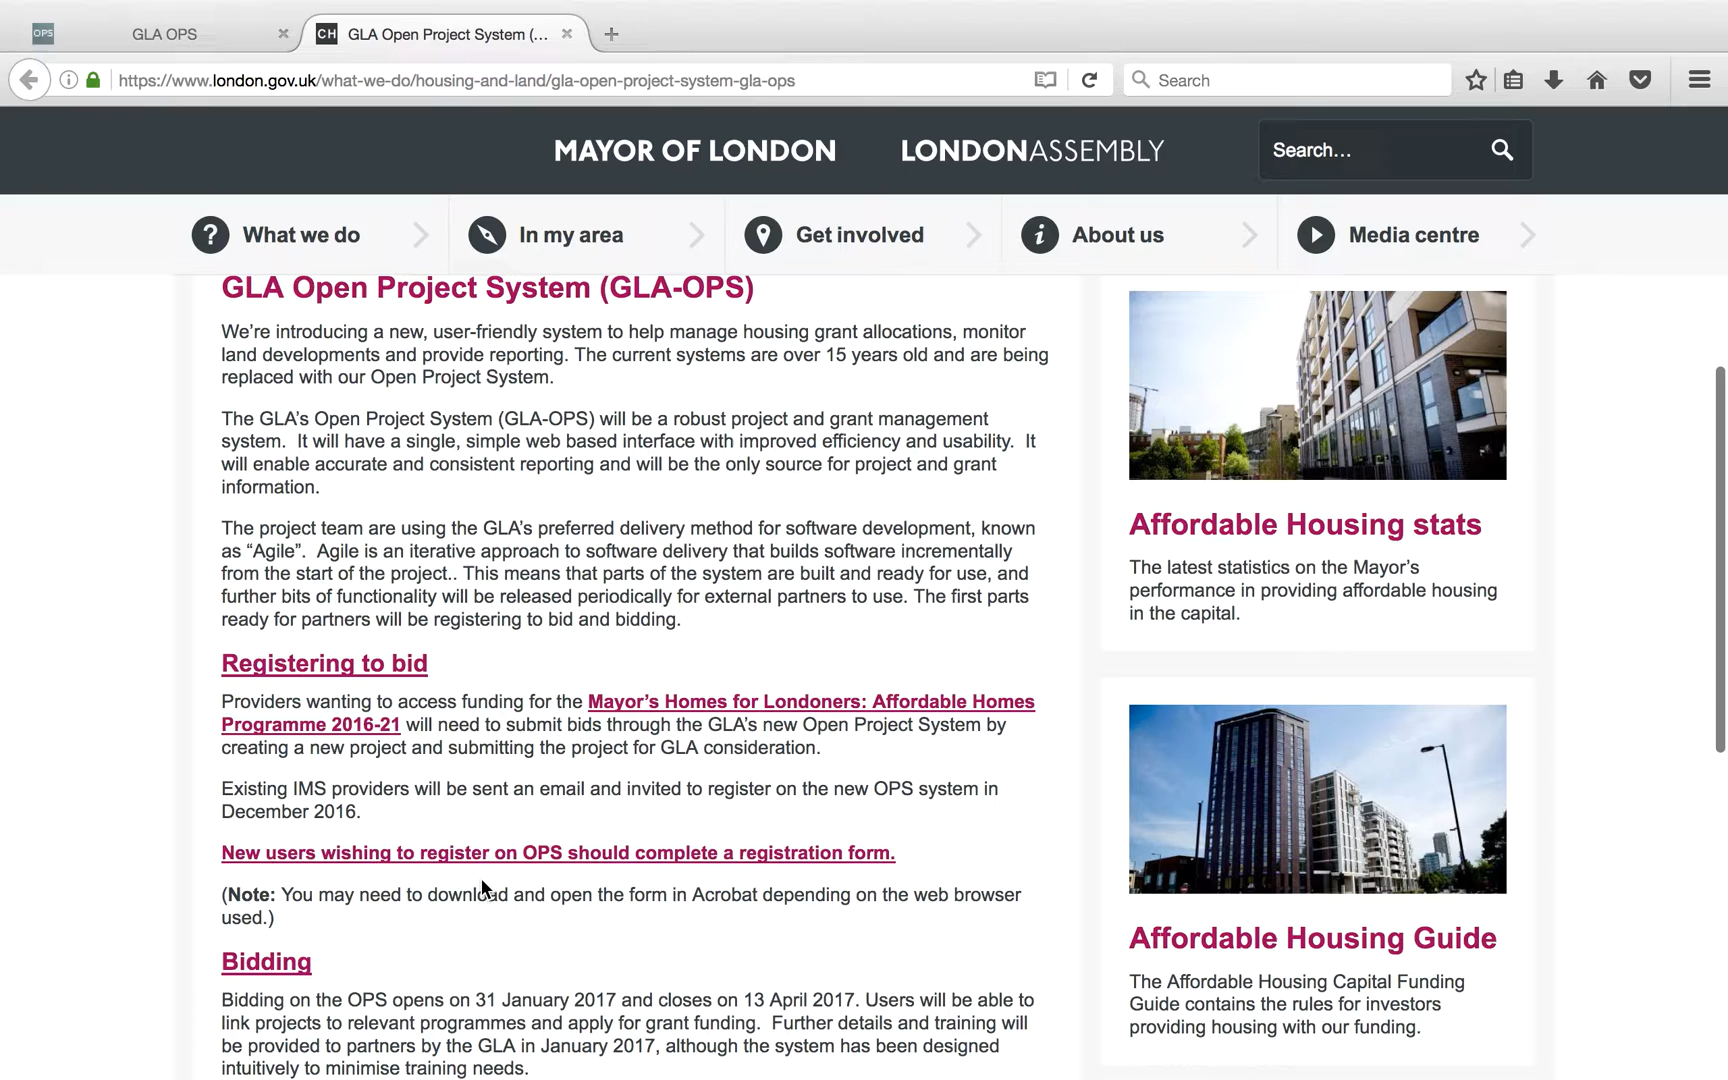 OPS
GLA OPS
CH GLA Open Project System (...
https://www.london.gov.uk/what-we-do/housing-and-land/gla-open-project-system-gla-ops
Search
MAYOR OF LONDON
LONDONASSEMBLY
Search...
What we do
In my area
Get involved
About us
Media centre
GLA Open Project System (GLA-OPS)
We're introducing a new, user-friendly system to help manage housing grant allocations, monitor
land developments and provide reporting. The current systems are over 15 years old and are being
replaced with our Open Project System.
The GLA's Open Project System (GLA-OPS) will be a robust project and grant management
system.  It will have a single, simple web based interface with improved efficiency and usability.  It
will enable accurate and consistent reporting and will be the only source for project and grant
information.
The project team are using the GLA's preferred delivery method for software development, known
as “Agile”.  Agile is an iterative approach to software delivery that builds software incrementally
from the start of the project.. This means that parts of the system are built and ready for use, and
further bits of functionality will be released periodically for external partners to use. The first parts
ready for partners will be registering to bid and bidding.
Registering to bid
Providers wanting to access funding for the Mayor's Homes for Londoners: Affordable Homes
Programme 2016-21 will need to submit bids through the GLA's new Open Project System by
creating a new project and submitting the project for GLA consideration.
Existing IMS providers will be sent an email and invited to register on the new OPS system in
December 2016.
New users wishing to register on OPS should complete a registration form.
(Note: You may need to download and open the form in Acrobat depending on the web browser
used.)
Bidding
Bidding on the OPS opens on 31 January 2017 and closes on 13 April 2017. Users will be able to
link projects to relevant programmes and apply for grant funding.  Further details and training will
be provided to partners by the GLA in January 2017, although the system has been designed
intuitively to minimise training needs.
Affordable Housing stats
The latest statistics on the Mayor's
performance in providing affordable housing
in the capital.
Affordable Housing Guide
The Affordable Housing Capital Funding
Guide contains the rules for investors
providing housing with our funding.